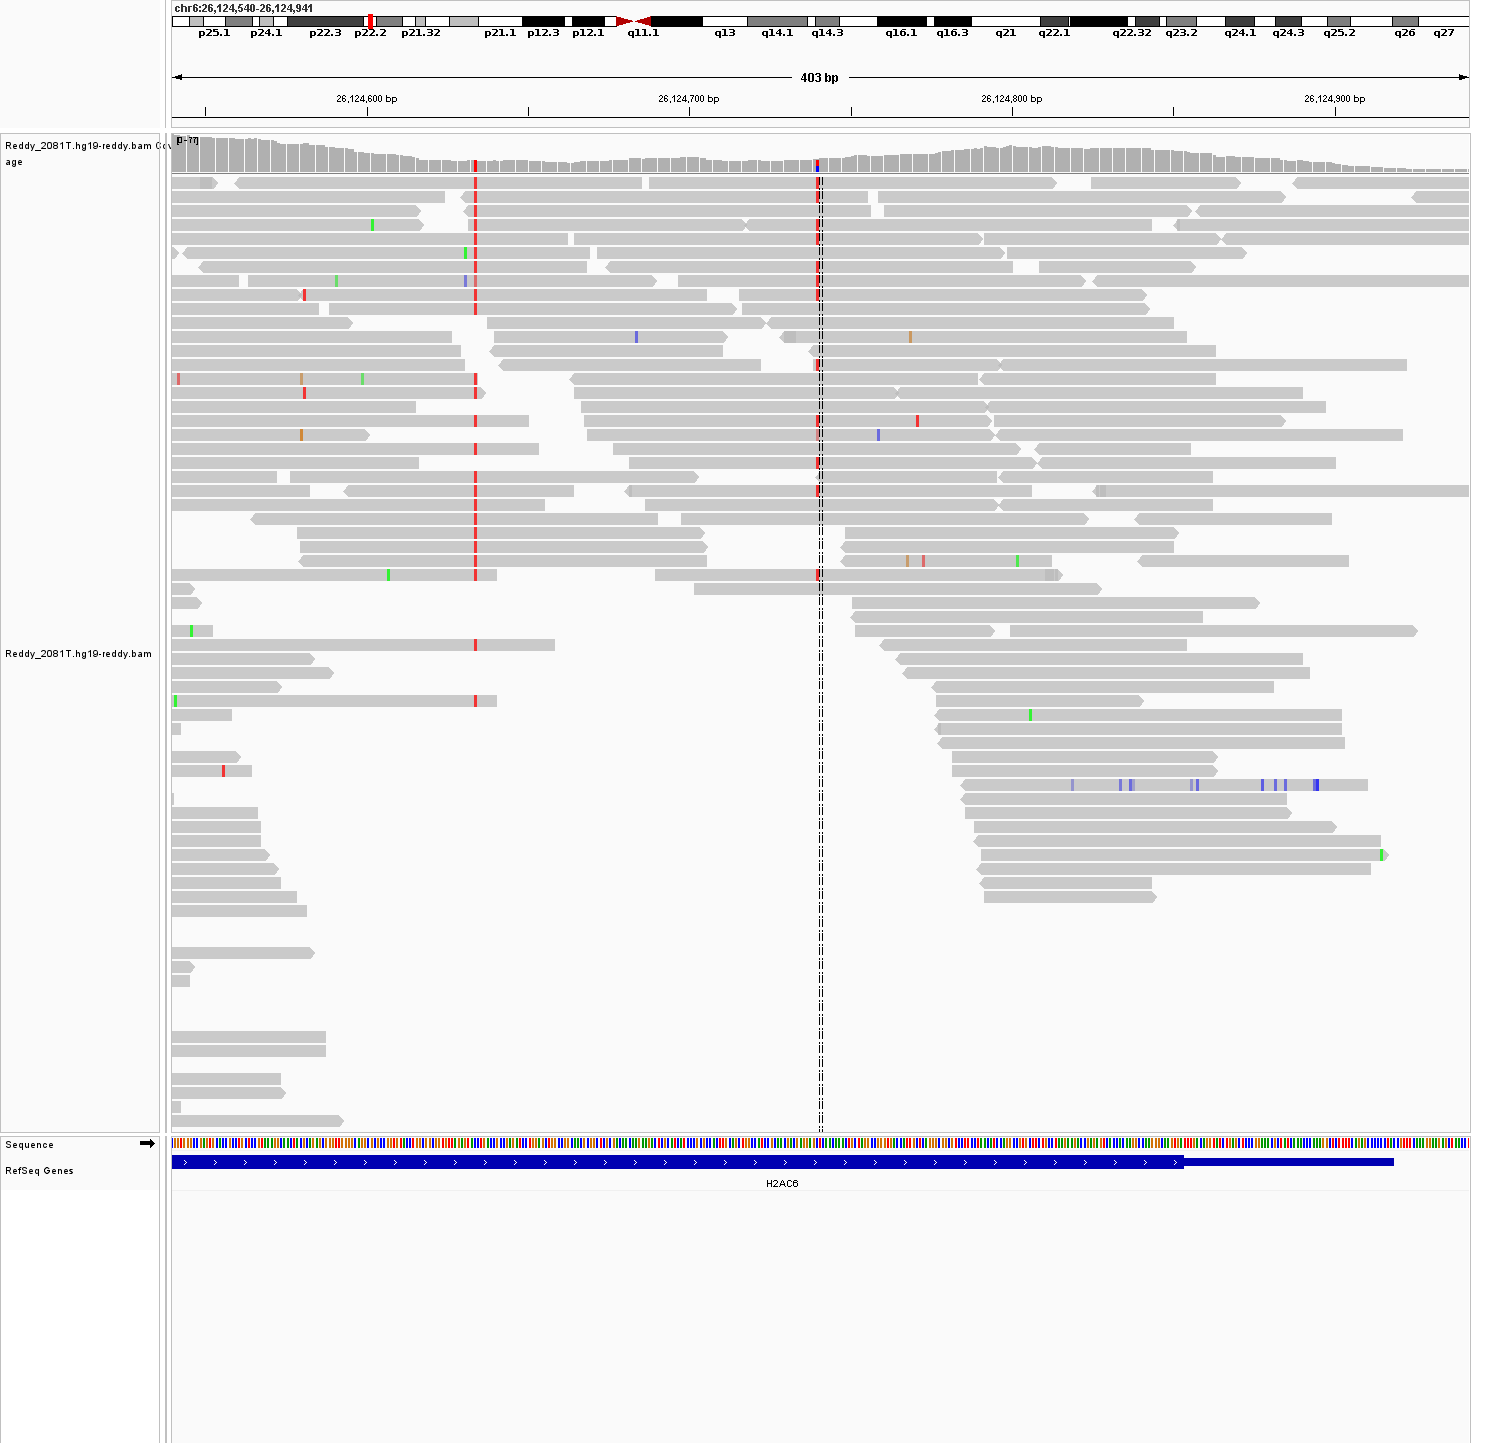 chr6:26,124,540-26,124,941
p25.1 p24.1 p22.3 p22.2 p21.32 p21.1 p12.3 p12.1 q11.1 q13 q14.1 q14.3 q16.1 q16.3 q21 q22.1 q22.32 q23.2 q24.1 q24.3 q25.2 q26 q27
403 bp
26,124,600 bp 26,124,700 bp 26,124,800 bp 26,124,900 bp
Reddy_2081T.hg19-reddy.bam Cov
age
[0 - 77]
Reddy_2081T.hg19-reddy.bam
Sequence
RefSeq Genes
H2AC6